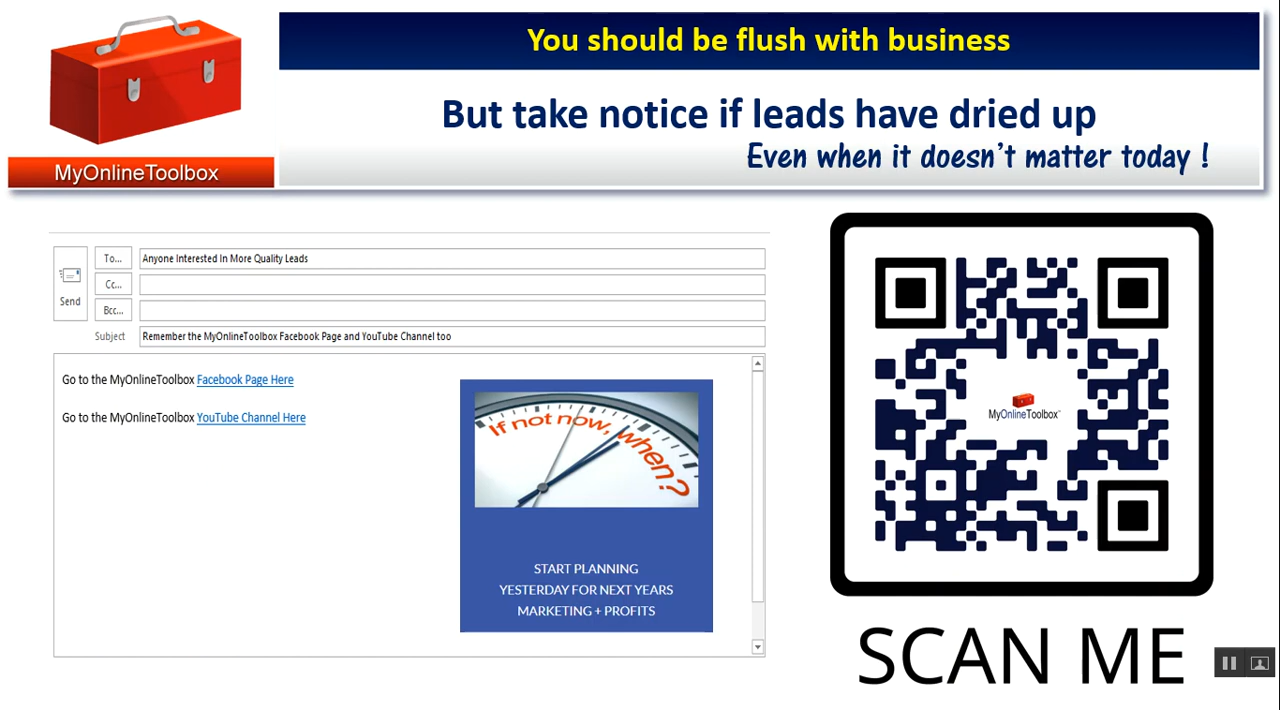 You should be flush with business
But take notice if leads have dried up
Even when it doesn't matter today !
MyOnlineToolbox
To...
Anyone Interested In More Quality Leads
Cc...
Send
Bcc...
Subject
Remember the MyOnlineToolbox Facebook Page and YouTube Channel too
Go to the MyOnlineToolbox Facebook Page Here
Go to the MyOnlineToolbox YouTube Channel Here
If not now, when?
START PLANNING
YESTERDAY FOR NEXT YEARS
MARKETING + PROFITS
MyOnlineToolbox
SCAN ME